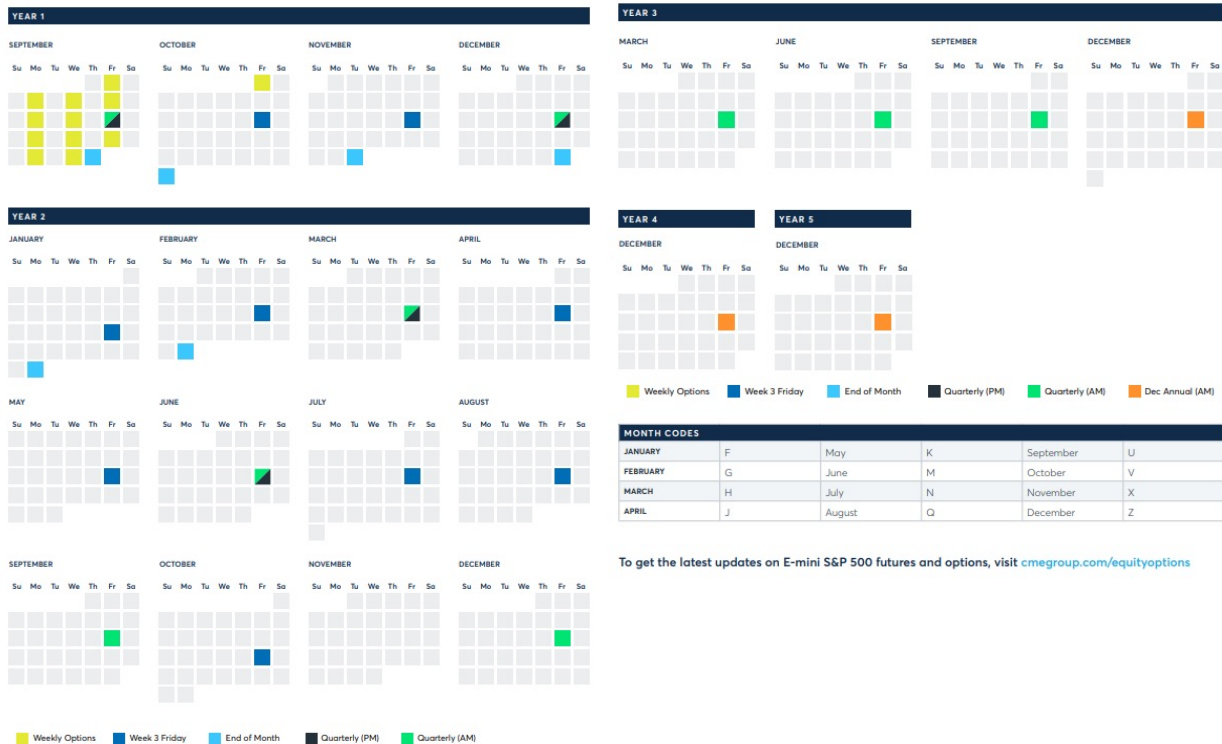 YEAR 1
SEPTEMBER OCTOBER NOVEMBER DECEMBER
Su Mo Tu We Th Fr Sa Su Mo Tu We Th Fr Sa Su Mo Tu We Th Fr Sa Su Mo Tu We Th Fr Sa
YEAR 2
JANUARY FEBRUARY MARCH APRIL
Su Mo Tu We Th Fr Sa Su Mo Tu We Th Fr Sa Su Mo Tu We Th Fr Sa Su Mo Tu We Th Fr Sa
MAY JUNE JULY AUGUST
Su Mo Tu We Th Fr Sa Su Mo Tu We Th Fr Sa Su Mo Tu We Th Fr Sa Su Mo Tu We Th Fr Sa
SEPTEMBER OCTOBER NOVEMBER DECEMBER
Su Mo Tu We Th Fr Sa Su Mo Tu We Th Fr Sa Su Mo Tu We Th Fr Sa Su Mo Tu We Th Fr Sa
Weekly Options Week 3 Friday End of Month Quarterly (PM) Quarterly (AM)
YEAR 3
MARCH JUNE SEPTEMBER DECEMBER
Su Mo Tu We Th Fr Sa Su Mo Tu We Th Fr Sa Su Mo Tu We Th Fr Sa Su Mo Tu We Th Fr Sa
YEAR 4 YEAR 5
DECEMBER DECEMBER
Su Mo Tu We Th Fr Sa Su Mo Tu We Th Fr Sa
Weekly Options Week 3 Friday End of Month Quarterly (PM) Quarterly (AM) Dec Annual (AM)
MONTH CODES
JANUARY F May K September U
FEBRUARY G June M October V
MARCH H July N November X
APRIL J August Q December Z
To get the latest updates on E-mini S&P 500 futures and options, visit cmegroup.com/equityoptions